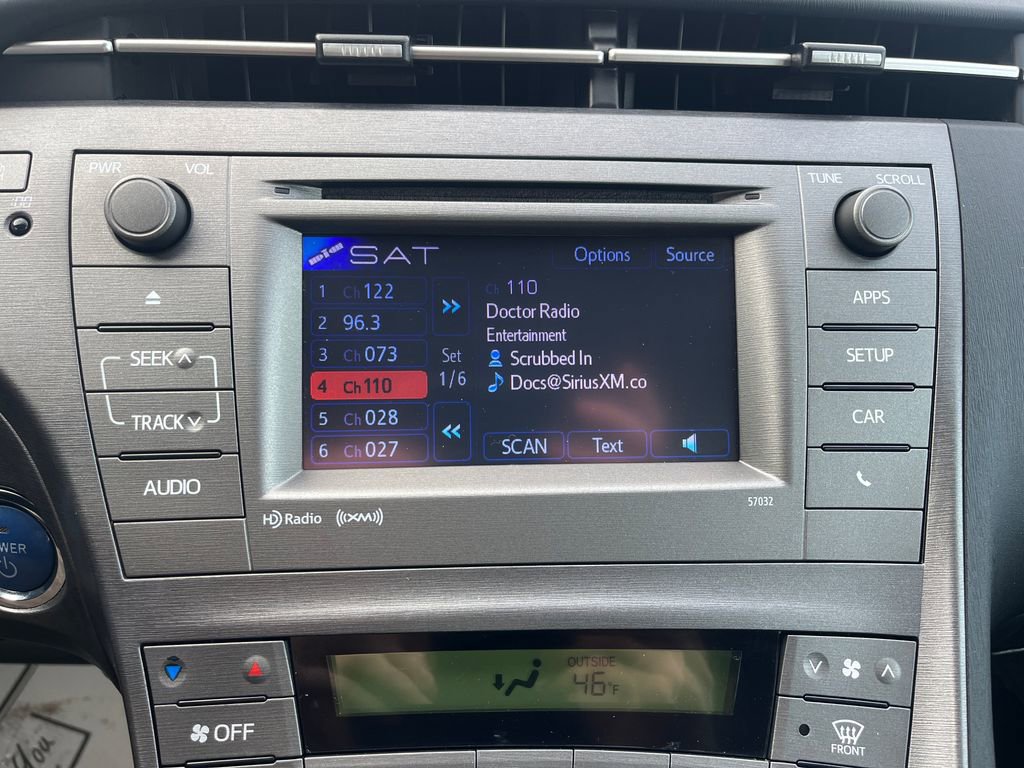 PWR VOL
TUNE SCROLL
SAT
Options
Source
1 Ch 122
2 96.3
3 Ch 073
4 Ch 110
5 Ch 028
6 Ch 027
Set
1/6
Ch 110
Doctor Radio
Entertainment
Scrubbed In
Docs@SiriusXM.co
SCAN
Text
SEEK
TRACK
AUDIO
APPS
SETUP
CAR
HD Radio ((XM))
57032
OUTSIDE
46°F
OFF
FRONT
You